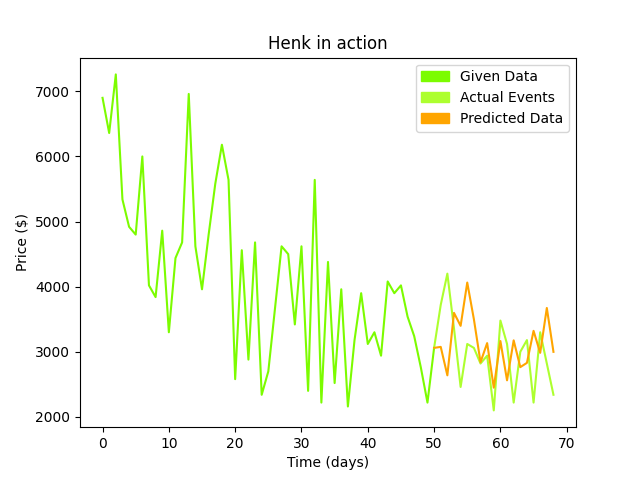 Henk in action
Given Data
Actual Events
Predicted Data
Price ($)
7000
6000
5000
4000
3000
2000
0 10 20 30 40 50 60 70
Time (days)